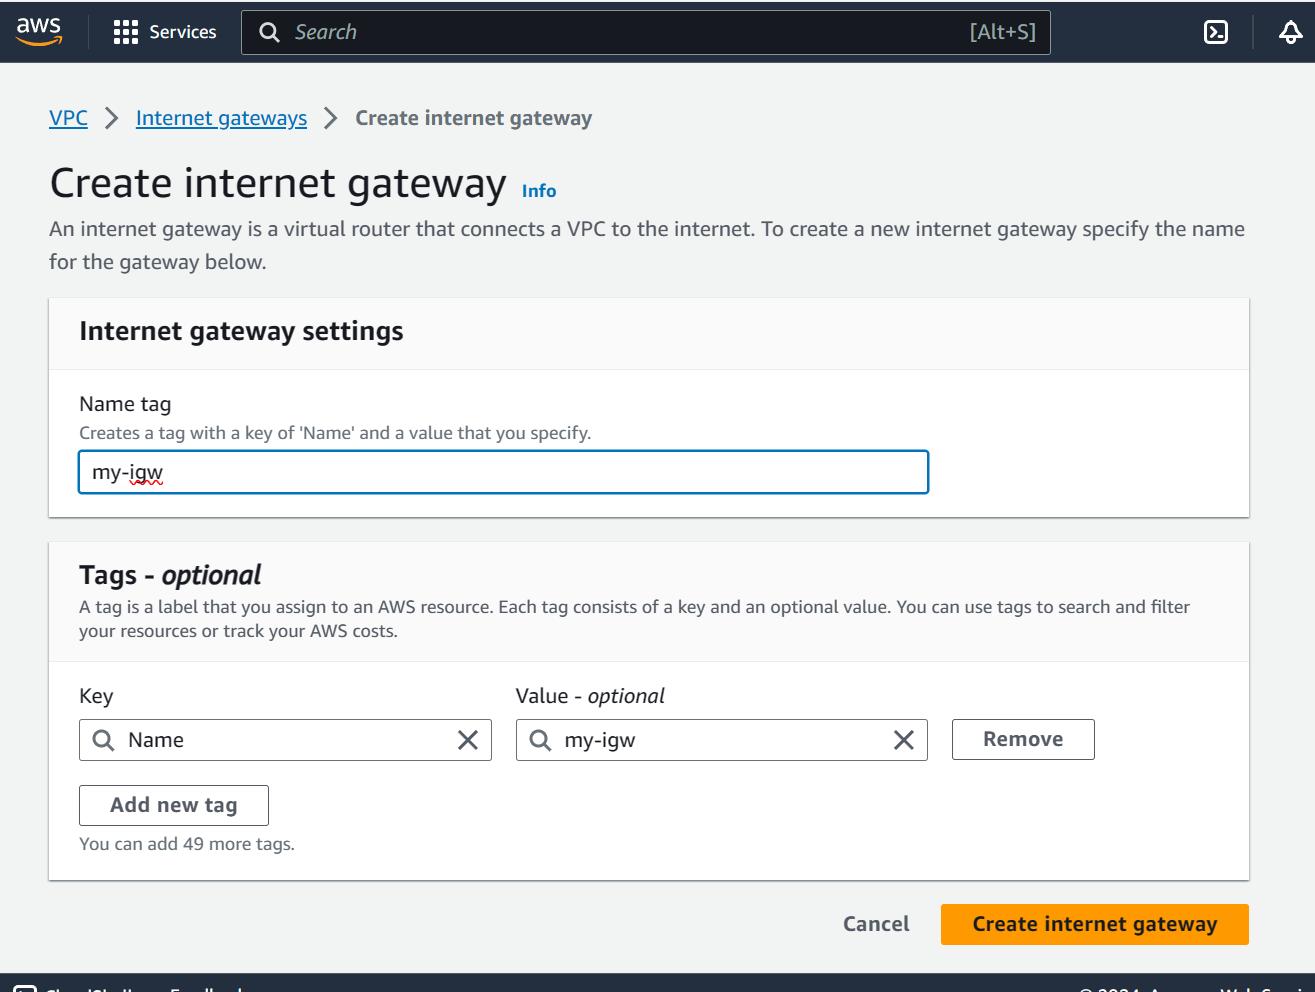 aws Services Search [Alt+S]
VPC Internet gateways Create internet gateway
Create internet gateway Info
An internet gateway is a virtual router that connects a VPC to the internet. To create a new internet gateway specify the name
for the gateway below.
Internet gateway settings
Name tag
Creates a tag with a key of 'Name' and a value that you specify.
my-igw
Tags - optional
A tag is a label that you assign to an AWS resource. Each tag consists of a key and an optional value. You can use tags to search and filter
your resources or track your AWS costs.
Key Value - optional
Name my-igw Remove
Add new tag
You can add 49 more tags.
Cancel Create internet gateway